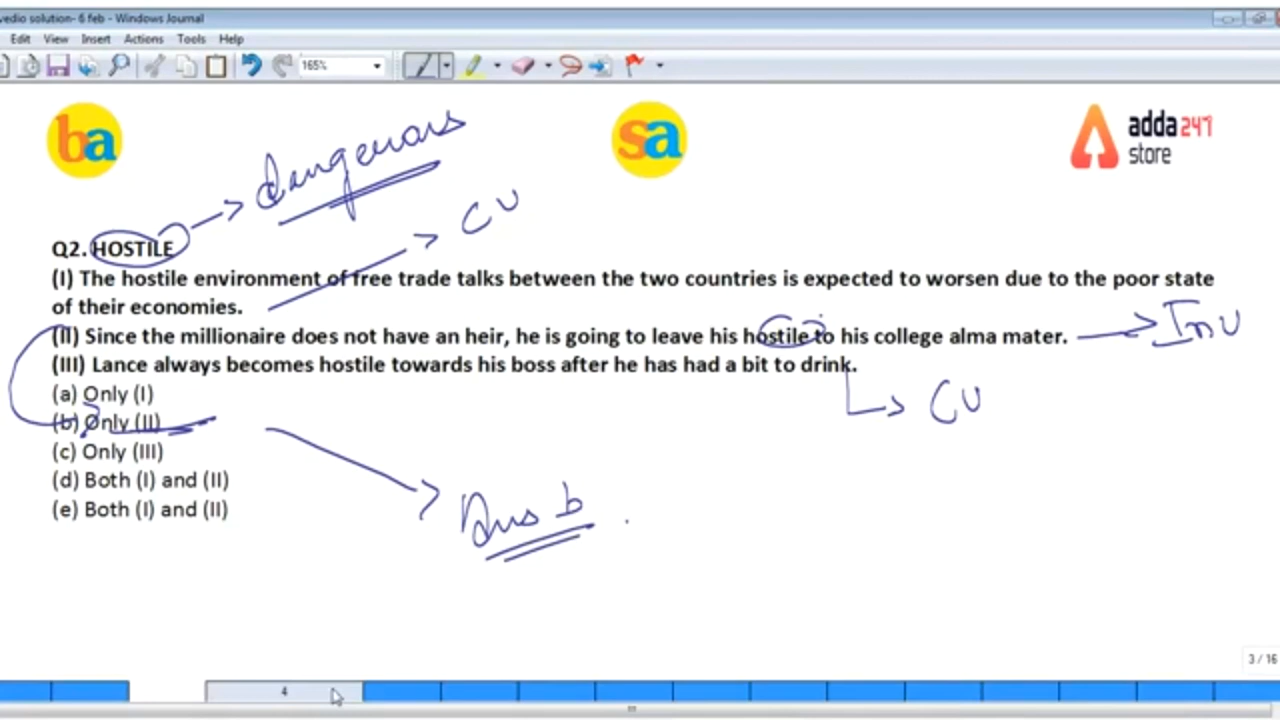 vedio solution- 6 feb - Windows Journal
Edit View Insert Actions Tools Help
165%
ba
sa
adda 247
store
dangerous
CU
Q2. HOSTILE
(I) The hostile environment of free trade talks between the two countries is expected to worsen due to the poor state
of their economies.
(II) Since the millionaire does not have an heir, he is going to leave his hostile to his college alma mater.
InU
(III) Lance always becomes hostile towards his boss after he has had a bit to drink.
CU
(a) Only (I)
(b) Only (II)
(c) Only (III)
(d) Both (I) and (II)
(e) Both (I) and (II)
Ans b
3 / 16
4